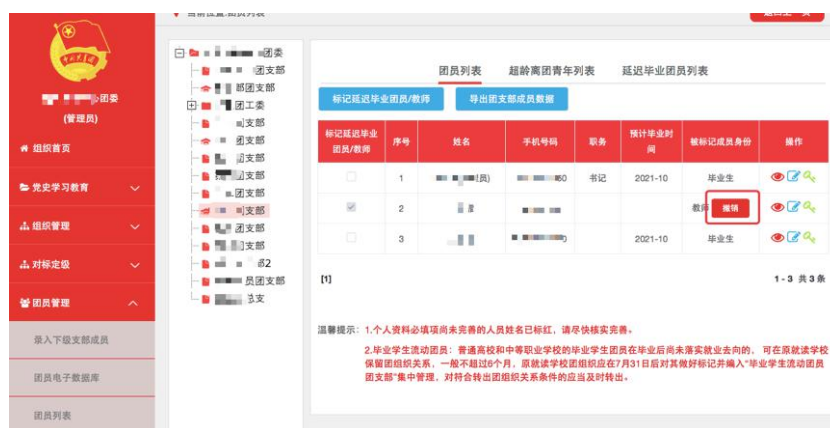 当前位置:团员列表
返回上一页
团委
(管理员)
组织首页
党史学习教育
组织管理
对标定级
团员管理
录入下级支部成员
团员电子数据库
团员列表
团委
团支部
部团支部
团工委
支部
团支部
支部
支部
团支部
支部
团支部
支部
部2
员团支部
总支
团员列表 超龄离团青年列表 延迟毕业团员列表
标记延迟毕业团员/教师 导出团支部成员数据
标记延迟毕业团员/教师 序号 姓名 手机号码 职务 预计毕业时间 被标记成员身份 操作
1 员) 60 书记 2021-10 毕业生
2 教师 撤销
3 2021-10 毕业生
[1] 1-3 共3条
温馨提示: 1.个人资料必填项尚未完善的人员姓名已标红,请尽快核实完善。
2.毕业学生流动团员:普通高校和中等职业学校的毕业学生团员在毕业后尚未落实就业去向的, 可在原就读学校
保留团组织关系,一般不超过6个月,原就读学校团组织应在7月31日后对其做好标记并编入“毕业学生流动团员
团支部”集中管理,对符合转出团组织关系条件的应当及时转出。